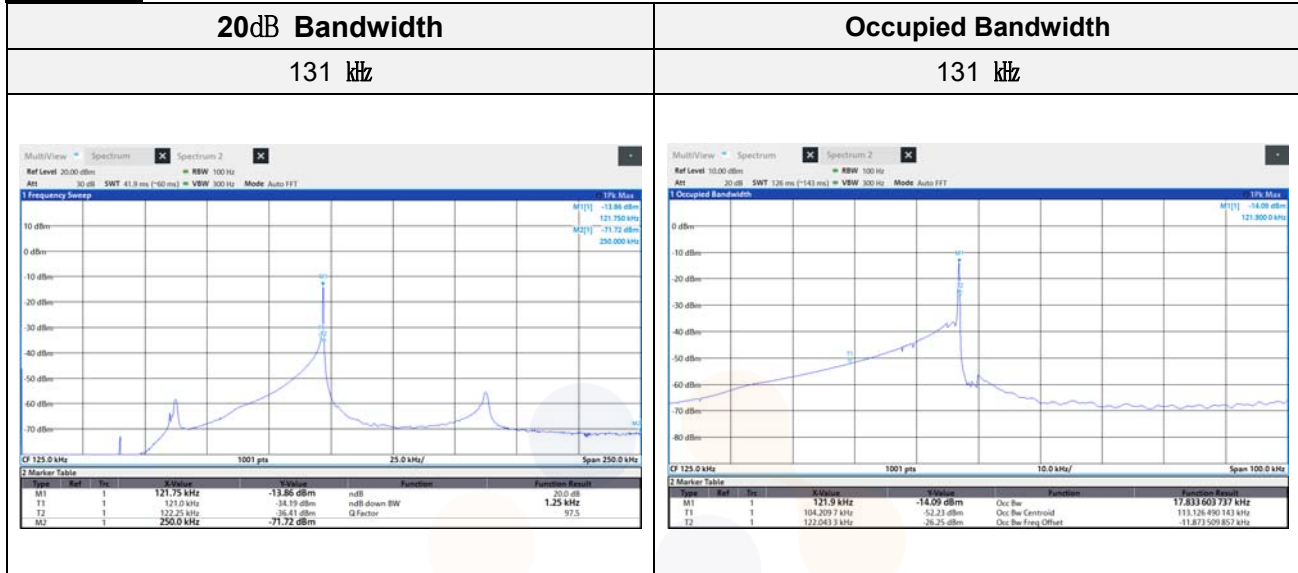 20dB Bandwidth
Occupied Bandwidth
131 ㎑
131 ㎑
MultiView Spectrum Spectrum 2
Ref Level 20.00 dBm RBW 100 Hz
Att 30 dB SWT 41.9 ms (~60 ms) VBW 300 Hz Mode Auto FFT
1 Frequency Sweep 1Pk Max
M1[1] -13.86 dBm
121.750 kHz
M2[1] -71.72 dBm
250.000 kHz
10 dBm
0 dBm
-10 dBm
-20 dBm
-30 dBm
-40 dBm
-50 dBm
-60 dBm
-70 dBm
CF 125.0 kHz 1001 pts 25.0 kHz/ Span 250.0 kHz
2 Marker Table
Type Ref Trc X-Value Y-Value Function Function Result
M1 1 121.75 kHz -13.86 dBm ndB 20.0 dB
T1 1 121.0 kHz -34.19 dBm ndB down BW 1.25 kHz
T2 1 122.25 kHz -36.41 dBm Q Factor 97.5
M2 1 250.0 kHz -71.72 dBm
MultiView Spectrum Spectrum 2
Ref Level 10.00 dBm RBW 100 Hz
Att 20 dB SWT 126 ms (~143 ms) VBW 300 Hz Mode Auto FFT
1 Occupied Bandwidth 1Pk Max
M1[1] -14.09 dBm
121.900 0 kHz
0 dBm
-10 dBm
-20 dBm
-30 dBm
-40 dBm
-50 dBm
-60 dBm
-70 dBm
-80 dBm
CF 125.0 kHz 1001 pts 10.0 kHz/ Span 100.0 kHz
2 Marker Table
Type Ref Trc X-Value Y-Value Function Function Result
M1 1 121.9 kHz -14.09 dBm Occ Bw 17.833 603 737 kHz
T1 1 104.209 7 kHz -52.23 dBm Occ Bw Centroid 113.126 490 143 kHz
T2 1 122.043 3 kHz -26.25 dBm Occ Bw Freq Offset -11.873 509 857 kHz